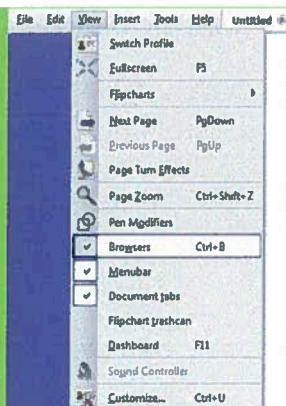 File Edit View Insert Tools Help Untitled
Switch Profile
Fullscreen F5
Flipcharts
Next Page PgDown
Previous Page PgUp
Page Turn Effects
Page Zoom Ctrl+Shift+Z
Pen Modifiers
Browsers Ctrl+B
Menubar
Document tabs
Flipchart trashcan
Dashboard F11
Sound Controller
Customize... Ctrl+U